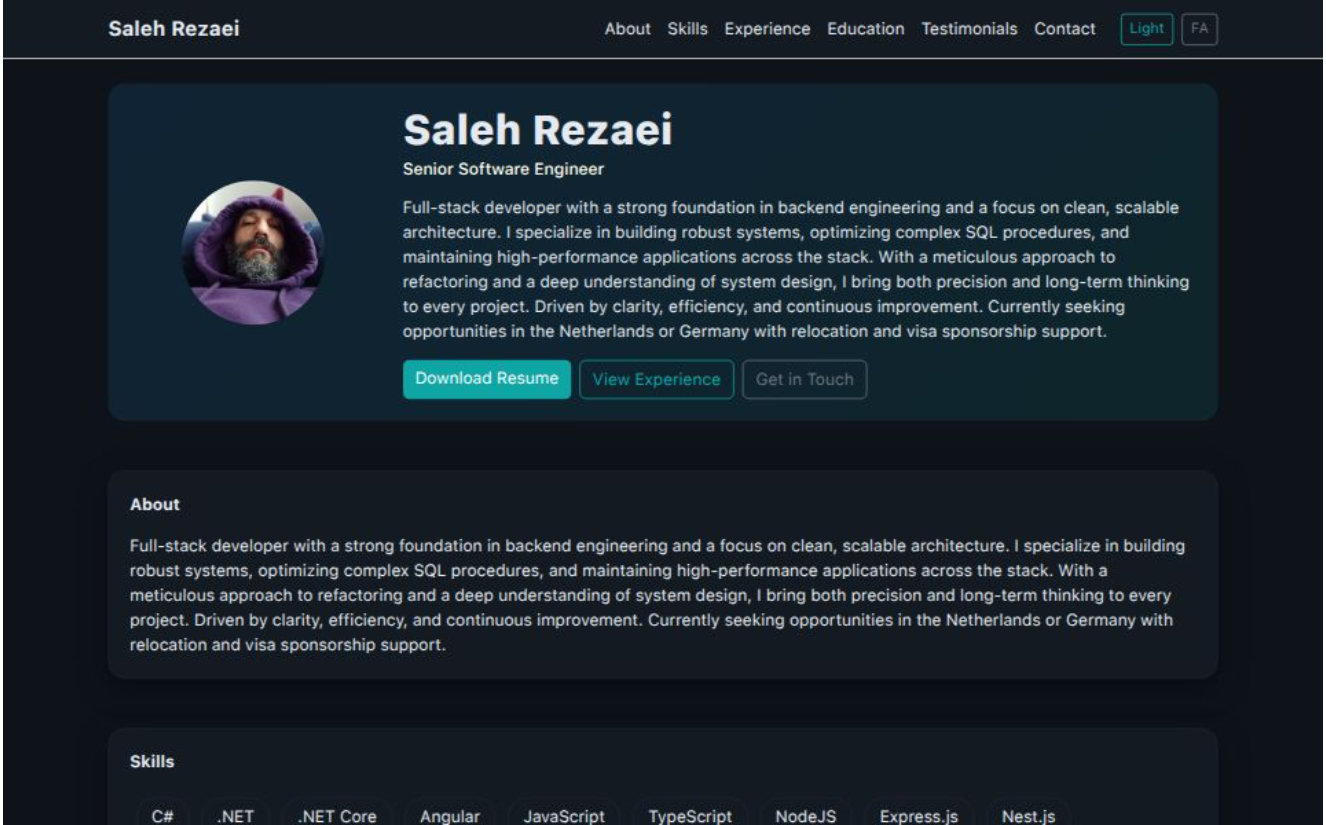 Saleh Rezaei
About Skills Experience Education Testimonials Contact Light FA
Saleh Rezaei
Senior Software Engineer
Full-stack developer with a strong foundation in backend engineering and a focus on clean, scalable
architecture. I specialize in building robust systems, optimizing complex SQL procedures, and
maintaining high-performance applications across the stack. With a meticulous approach to
refactoring and a deep understanding of system design, I bring both precision and long-term thinking
to every project. Driven by clarity, efficiency, and continuous improvement. Currently seeking
opportunities in the Netherlands or Germany with relocation and visa sponsorship support.
Download Resume View Experience Get in Touch
About
Full-stack developer with a strong foundation in backend engineering and a focus on clean, scalable architecture. I specialize in building
robust systems, optimizing complex SQL procedures, and maintaining high-performance applications across the stack. With a
meticulous approach to refactoring and a deep understanding of system design, I bring both precision and long-term thinking to every
project. Driven by clarity, efficiency, and continuous improvement. Currently seeking opportunities in the Netherlands or Germany with
relocation and visa sponsorship support.
Skills
C# .NET .NET Core Angular JavaScript TypeScript NodeJS Express.js Nest.js